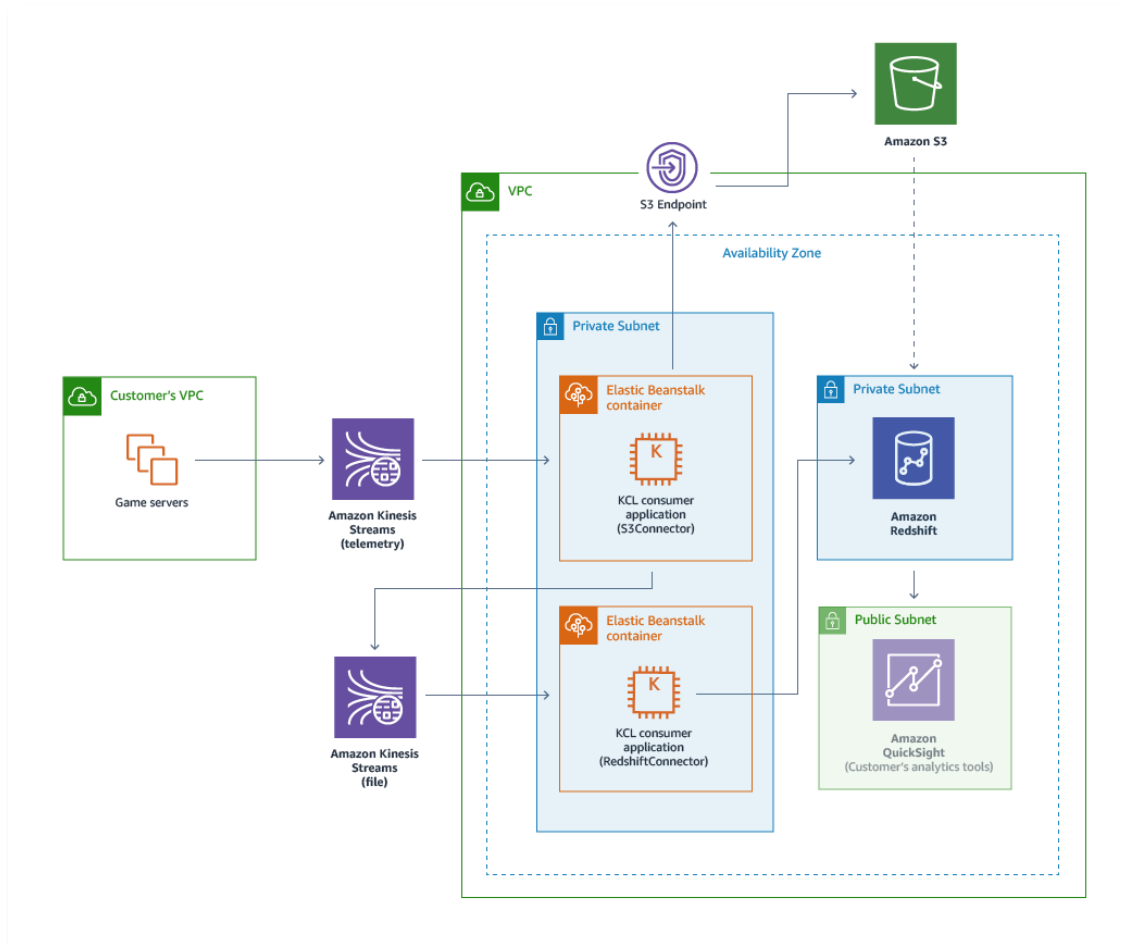 Amazon S3
VPC
S3 Endpoint
Availability Zone
Private Subnet
Elastic Beanstalk
container
K
KCL consumer
application
(S3Connector)
Customer's VPC
Game servers
Amazon Kinesis
Streams
(telemetry)
Private Subnet
Amazon
Redshift
Elastic Beanstalk
container
K
KCL consumer
application
(RedshiftConnector)
Amazon Kinesis
Streams
(file)
Public Subnet
Amazon
QuickSight
(Customer's analytics tools)